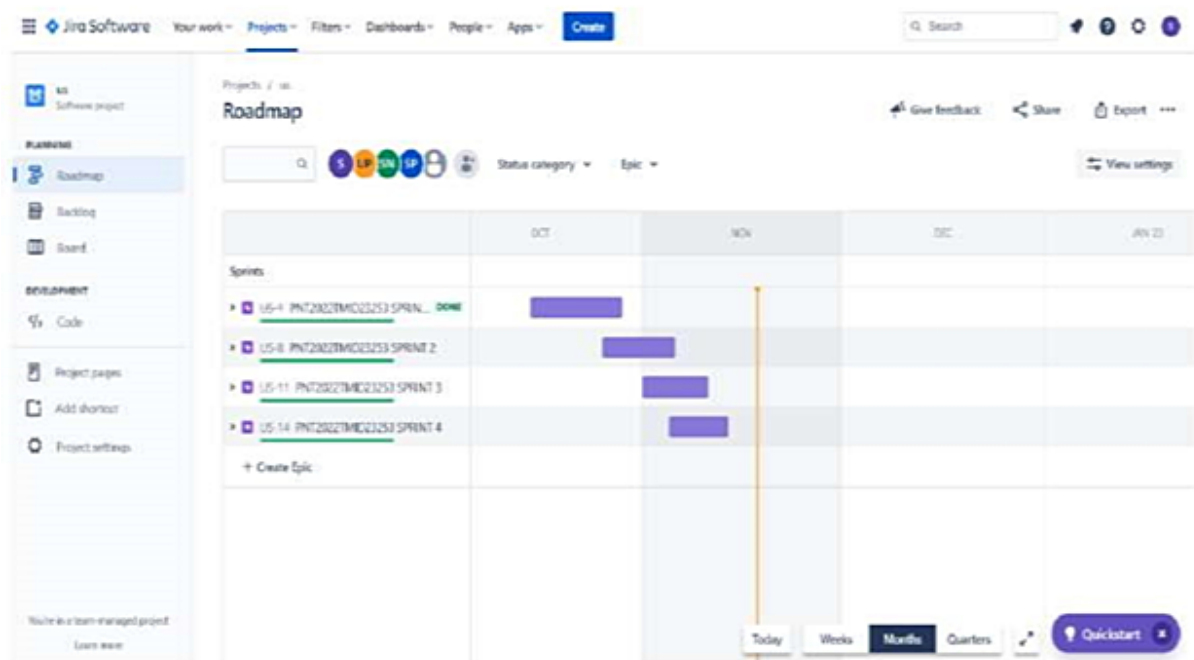 Jira Software Your work Projects Filters Dashboards People Apps Create Search
US
Software project
PLANNING
Roadmap
Backlog
Board
DEVELOPMENT
Code
Project pages
Add shortcut
Project settings
You're in a team-managed project
Learn more
Projects / us
Roadmap
Give feedback Share Export
S UP SN SP Status category Epic View settings
OCT NOV DEC JAN 23
Sprints
PNT2022TMID23253 SPRIN... DONE
US-8 PNT2022TMID23253 SPRINT 2
US-11 PNT2022TMID23253 SPRINT 3
US-14 PNT2022TMID23253 SPRINT 4
+ Create Epic
Today Weeks Months Quarters Quickstart